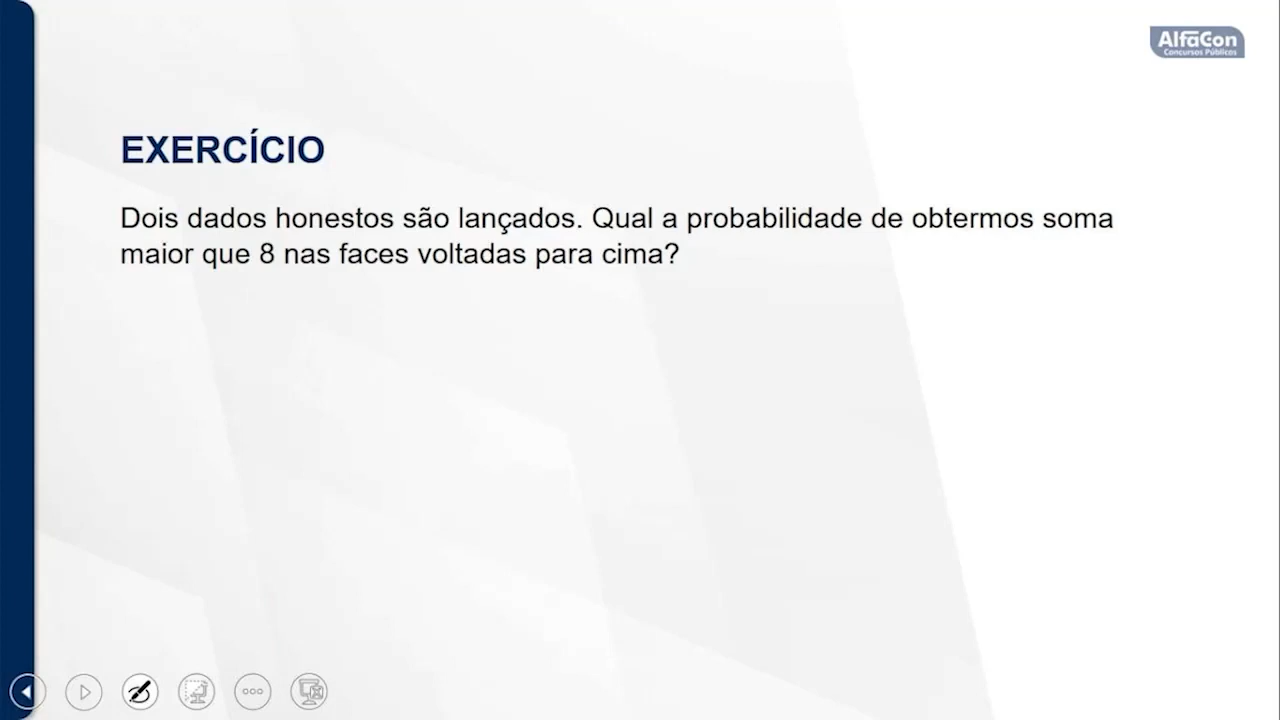 AlfaCon
Concursos Públicos
EXERCÍCIO
Dois dados honestos são lançados. Qual a probabilidade de obtermos soma
maior que 8 nas faces voltadas para cima?